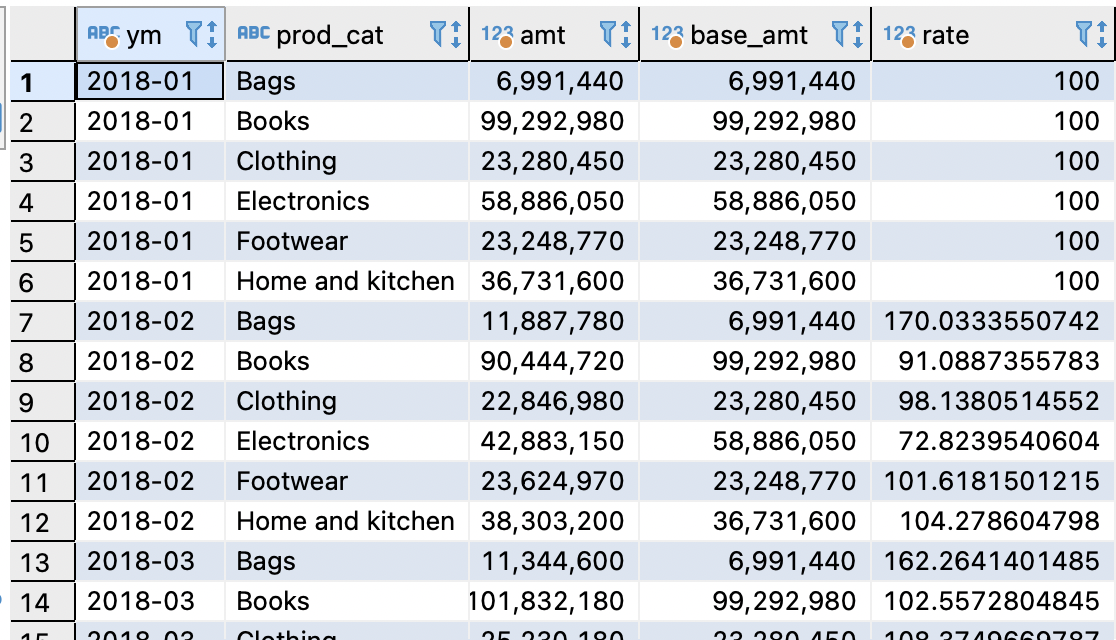 ABC ym ABC prod_cat 123 amt 123 base_amt 123 rate
1 2018-01 Bags 6,991,440 6,991,440 100
2 2018-01 Books 99,292,980 99,292,980 100
3 2018-01 Clothing 23,280,450 23,280,450 100
4 2018-01 Electronics 58,886,050 58,886,050 100
5 2018-01 Footwear 23,248,770 23,248,770 100
6 2018-01 Home and kitchen 36,731,600 36,731,600 100
7 2018-02 Bags 11,887,780 6,991,440 170.0333550742
8 2018-02 Books 90,444,720 99,292,980 91.0887355783
9 2018-02 Clothing 22,846,980 23,280,450 98.1380514552
10 2018-02 Electronics 42,883,150 58,886,050 72.8239540604
11 2018-02 Footwear 23,624,970 23,248,770 101.6181501215
12 2018-02 Home and kitchen 38,303,200 36,731,600 104.278604798
13 2018-03 Bags 11,344,600 6,991,440 162.2641401485
14 2018-03 Books 101,832,180 99,292,980 102.5572804845
15 2018-03 Clothing 25,230,180 23,280,450 108.3749669787